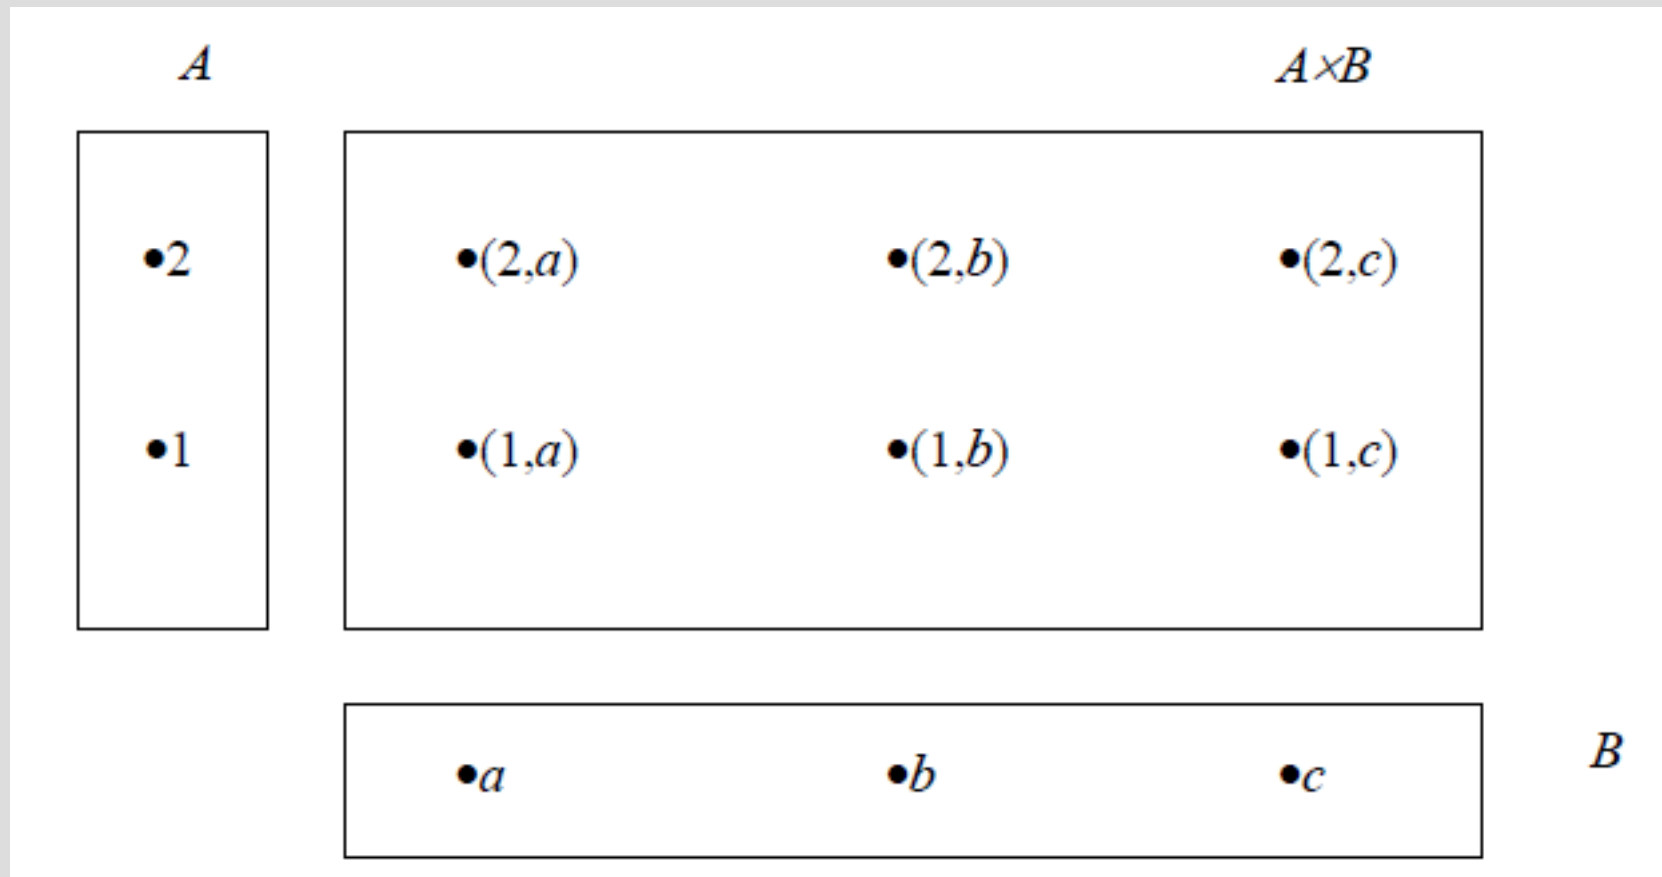 A A×B
•2 •(2,a) •(2,b) •(2,c)
•1 •(1,a) •(1,b) •(1,c)
B
•a •b •c